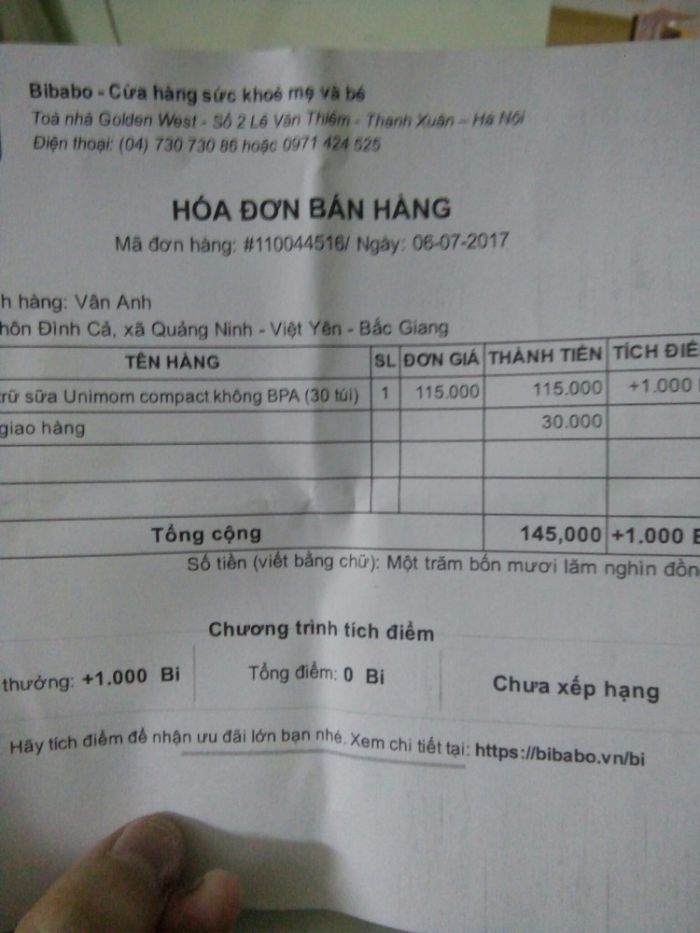 Bibabo - Cửa hàng sức khoẻ mẹ và bé
Toà nhà Golden West - Số 2 Lê Văn Thiêm - Thanh Xuân – Hà Nội
Điện thoại: (04) 730 730 86 hoặc 0971 424 525
HÓA ĐƠN BÁN HÀNG
Mã đơn hàng: #110044516/ Ngày: 06-07-2017
h hàng: Vân Anh
hôn Đình Cả, xã Quảng Ninh - Việt Yên - Bắc Giang
TÊN HÀNG SL ĐƠN GIÁ THÀNH TIỀN TÍCH ĐIỂ
trữ sữa Unimom compact không BPA (30 túi) 1 115.000 115.000 +1.000
giao hàng 30.000
Tổng cộng 145,000 +1.000 B
Số tiền (viết bằng chữ): Một trăm bốn mươi lăm nghìn đồn
Chương trình tích điểm
thưởng: +1.000 Bi Tổng điểm: 0 Bi Chưa xếp hạng
Hãy tích điểm để nhận ưu đãi lớn bạn nhé. Xem chi tiết tại: https://bibabo.vn/bi